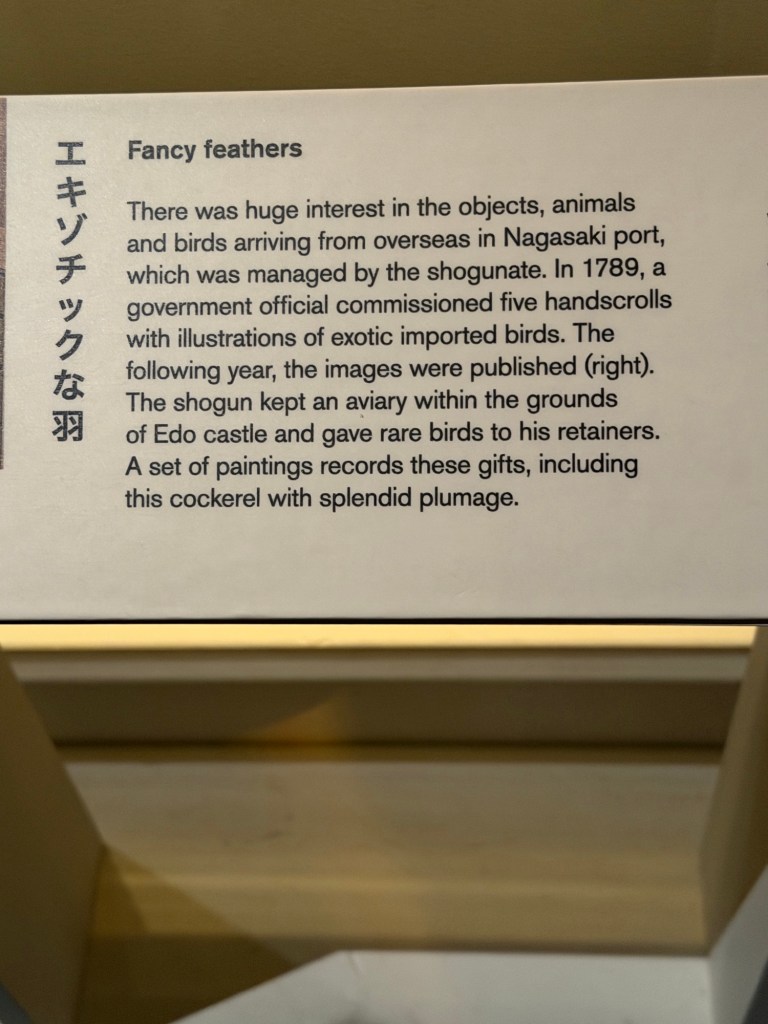 エキゾチックな羽
Fancy feathers
There was huge interest in the objects, animals
and birds arriving from overseas in Nagasaki port,
which was managed by the shogunate. In 1789, a
government official commissioned five handscrolls
with illustrations of exotic imported birds. The
following year, the images were published (right).
The shogun kept an aviary within the grounds
of Edo castle and gave rare birds to his retainers.
A set of paintings records these gifts, including
this cockerel with splendid plumage.